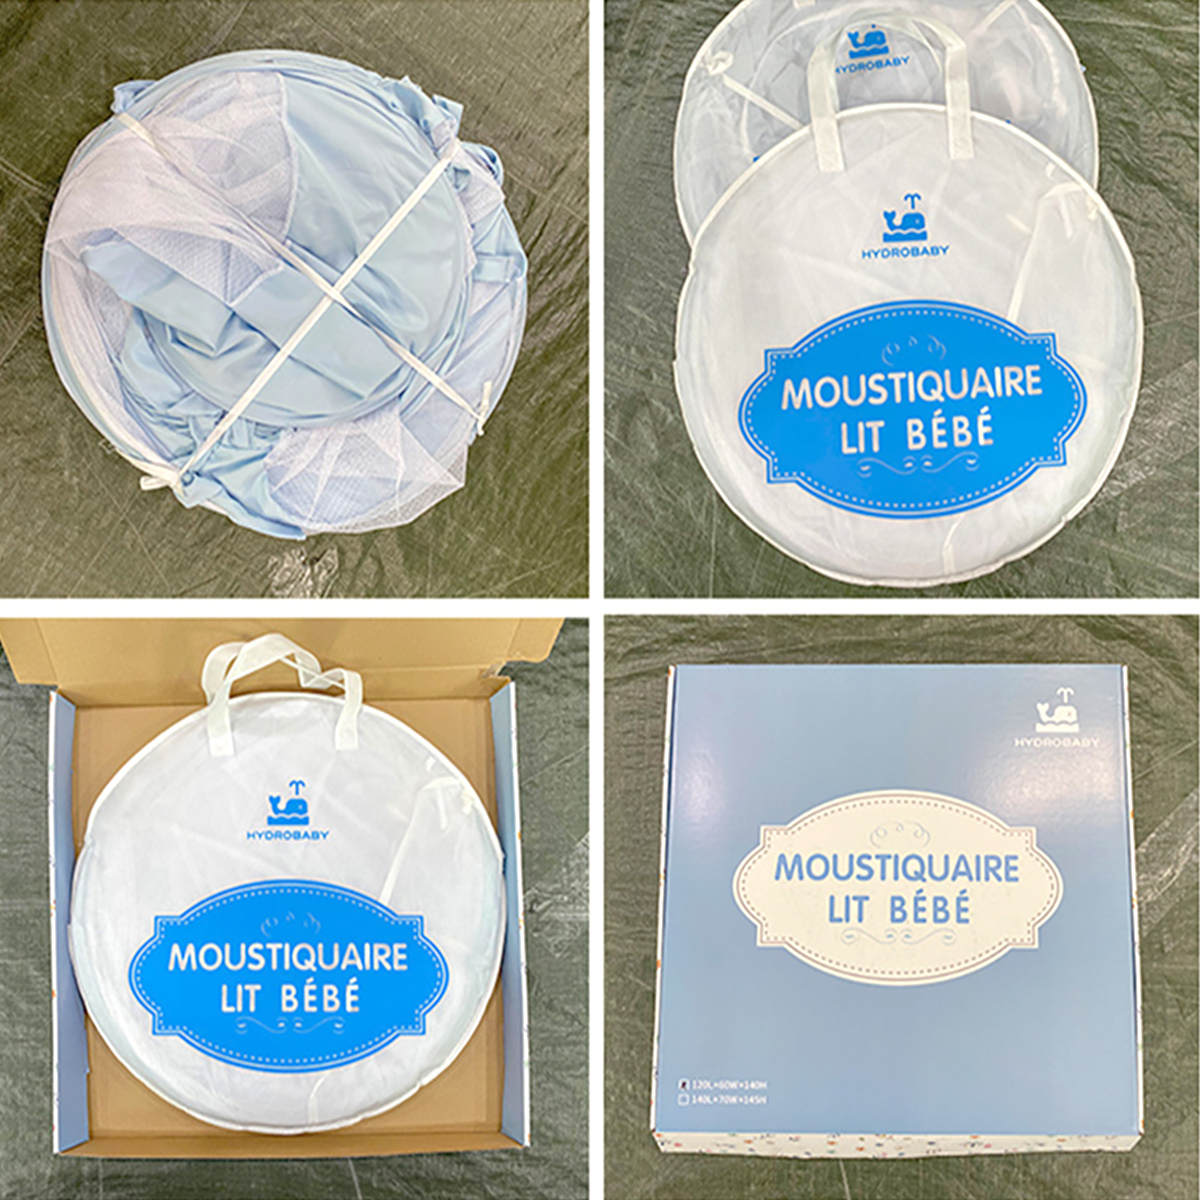 HYDROBABY
HYDROBABY
MOUSTIQUAIRE
LIT BÉBÉ
HYDROBABY
MOUSTIQUAIRE
LIT BÉBÉ
HYDROBABY
MOUSTIQUAIRE
LIT BÉBÉ
120L×60W×140H
140L×70W×145H